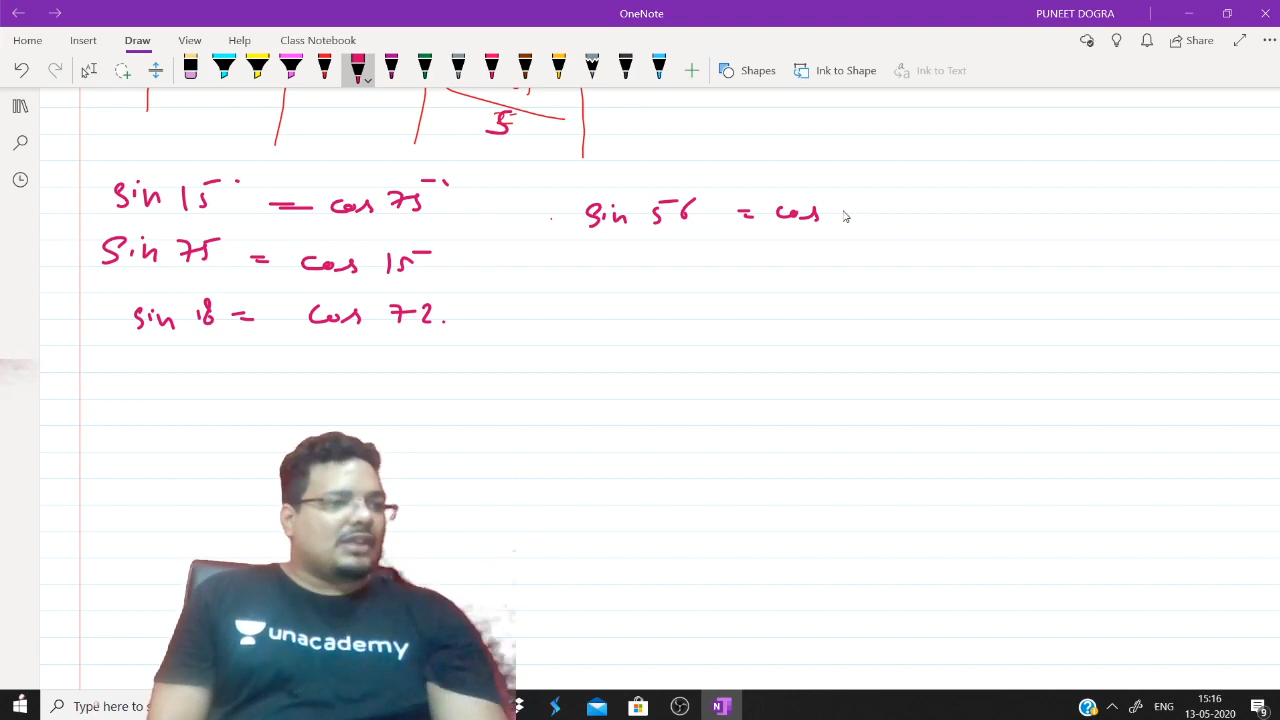 OneNote
PUNEET DOGRA
Home Insert Draw View Help Class Notebook
Share
Shapes Ink to Shape Ink to Text
5
sin 15° = cos 75°
sin 56 = cos
sin 75 = cos 15
sin 18 = cos 72.
unacademy
Type here to s
ENG
15:16
13-05-2020
9